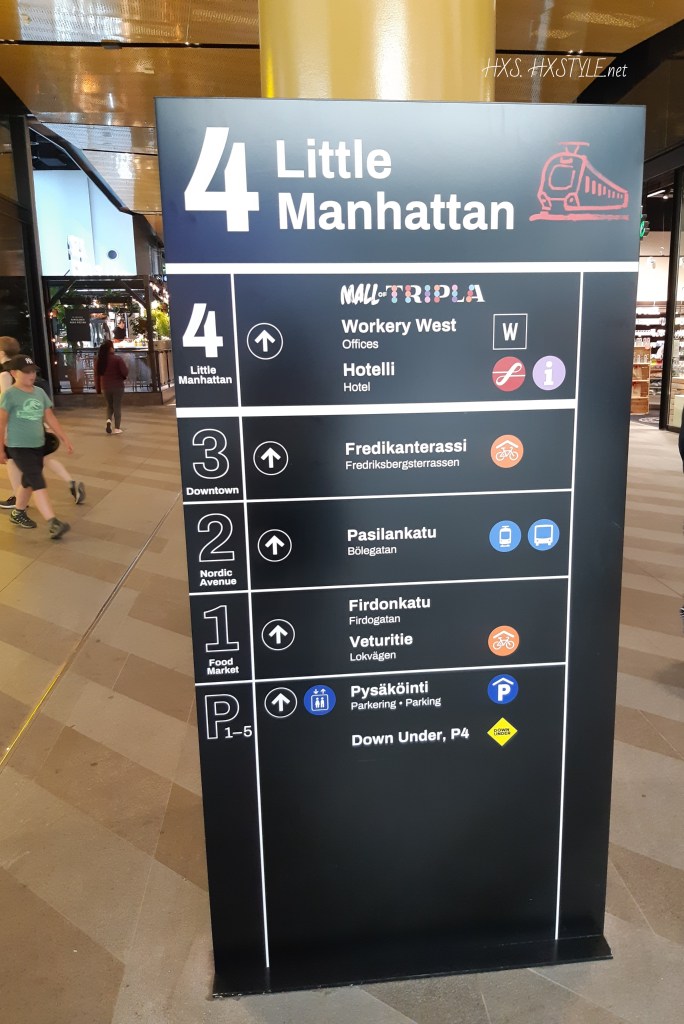 HXS. HXSTYLE.net
4 Little
Manhattan
MALL OF TRIPLA
4
Little
Manhattan
Workery West
Offices
W
Hotelli
Hotel
i
3
Downtown
Fredikanterassi
Fredriksbergsterrassen
2
Nordic
Avenue
Pasilankatu
Bölegatan
1
Food
Market
Firdonkatu
Firdogatan
Veturitie
Lokvägen
P
1–5
Pysäköinti
Parkering • Parking
P
Down Under, P4
DOWN
UNDER